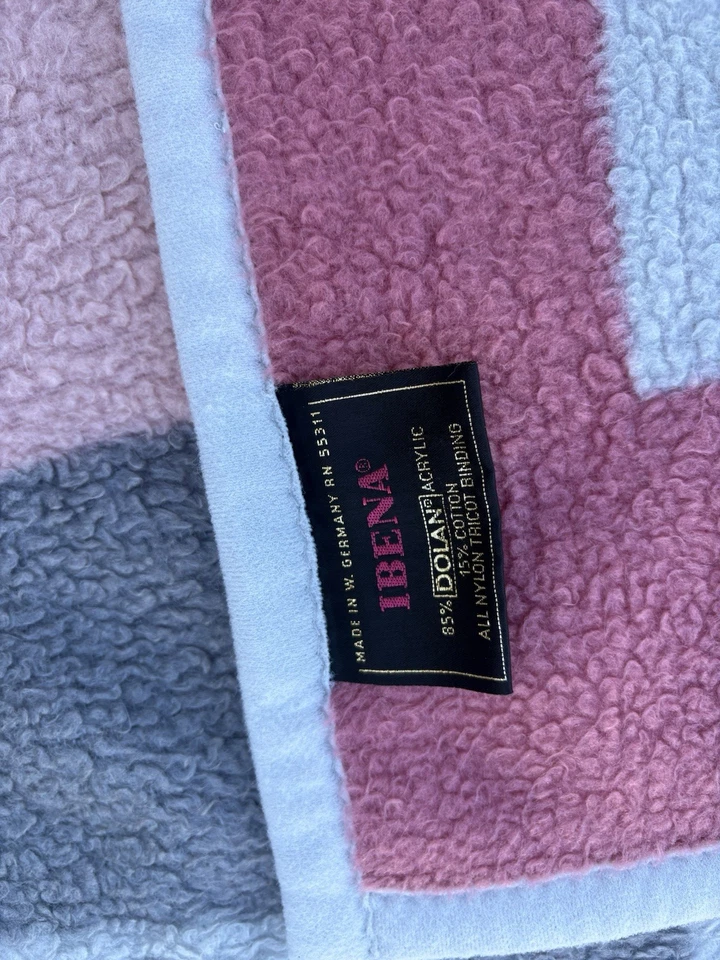 MADE IN W. GERMANY RN 55311
IBENA®
85% DOLAN® ACRYLIC
15% COTTON
ALL NYLON TRICOT BINDING